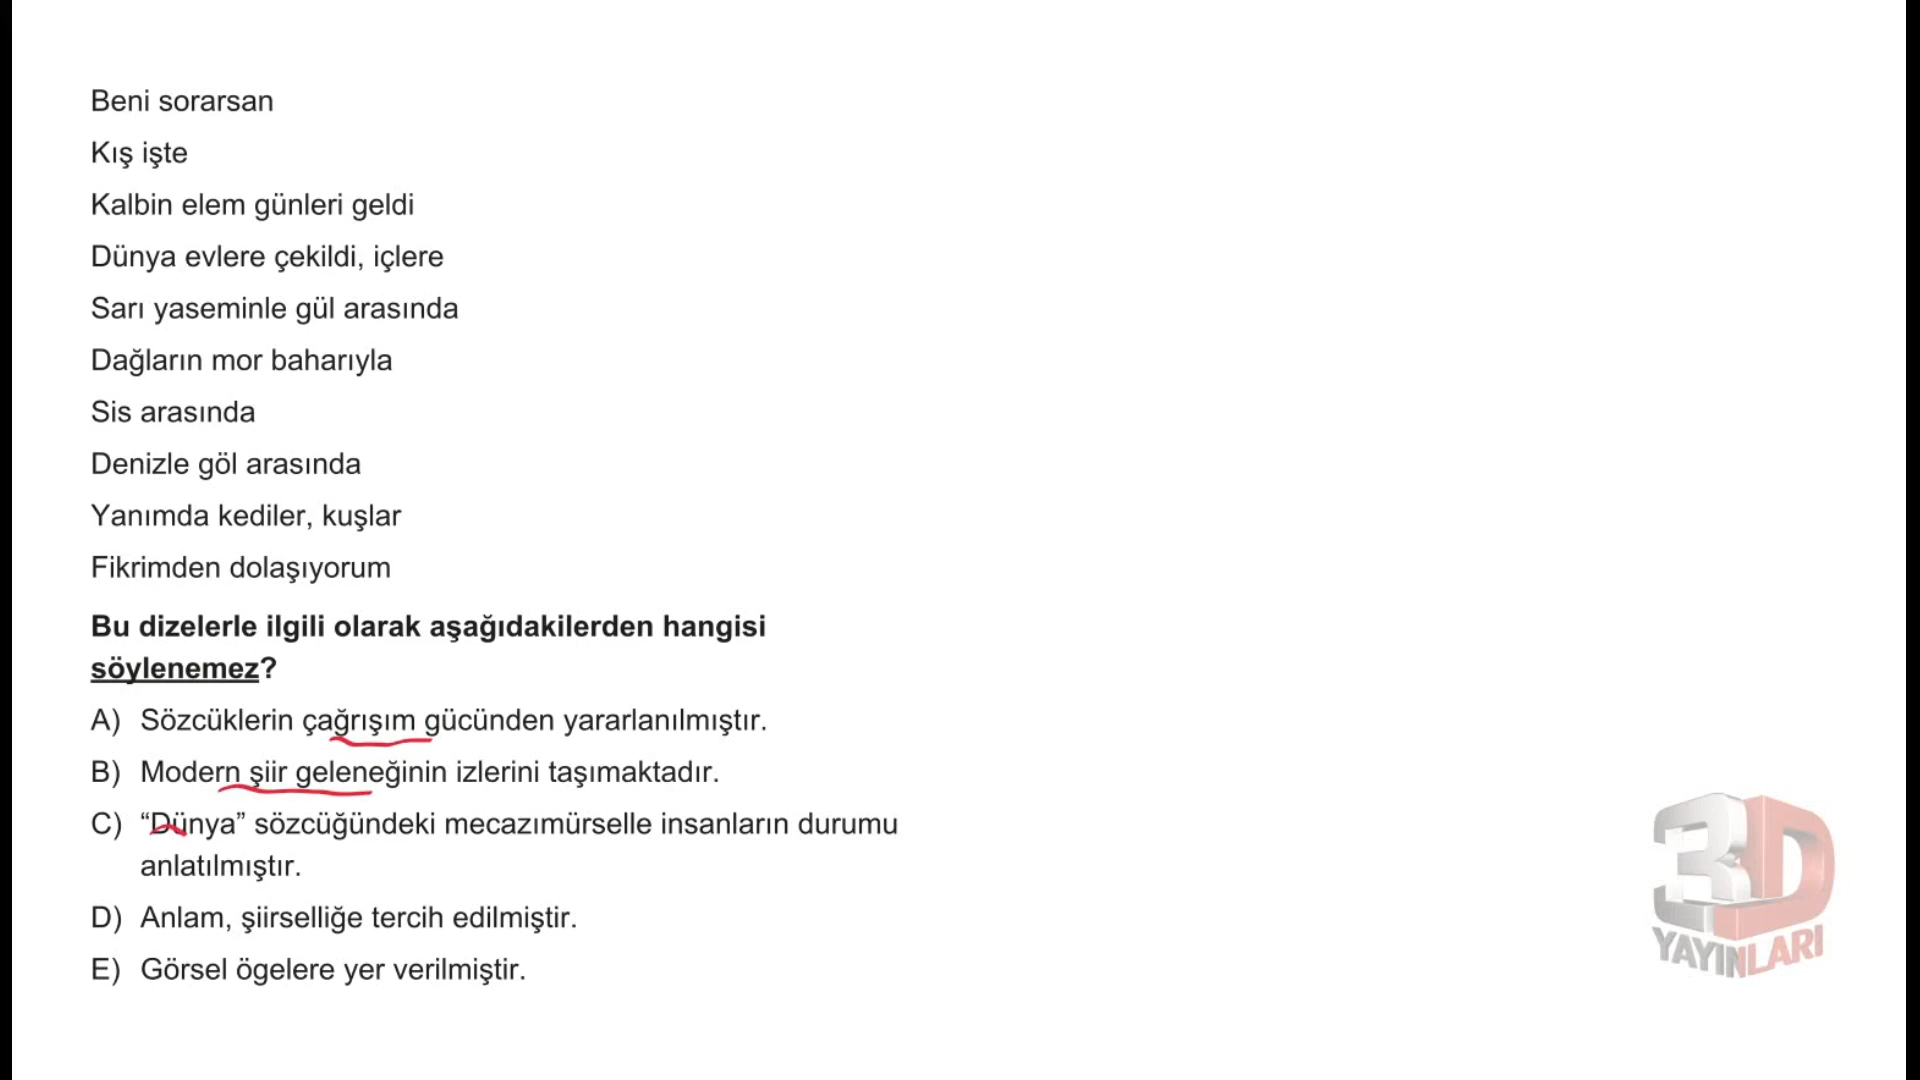 Beni sorarsan
Kış işte
Kalbin elem günleri geldi
Dünya evlere çekildi, içlere
Sarı yaseminle gül arasında
Dağların mor baharıyla
Sis arasında
Denizle göl arasında
Yanımda kediler, kuşlar
Fikrimden dolaşıyorum
Bu dizelerle ilgili olarak aşağıdakilerden hangisi
söylenemez?
A) Sözcüklerin çağrışım gücünden yararlanılmıştır.
B) Modern şiir geleneğinin izlerini taşımaktadır.
C) “Dünya” sözcüğündeki mecazımürselle insanların durumu
anlatılmıştır.
D) Anlam, şiirselliğe tercih edilmiştir.
E) Görsel ögelere yer verilmiştir.
3D
YAYINLARI